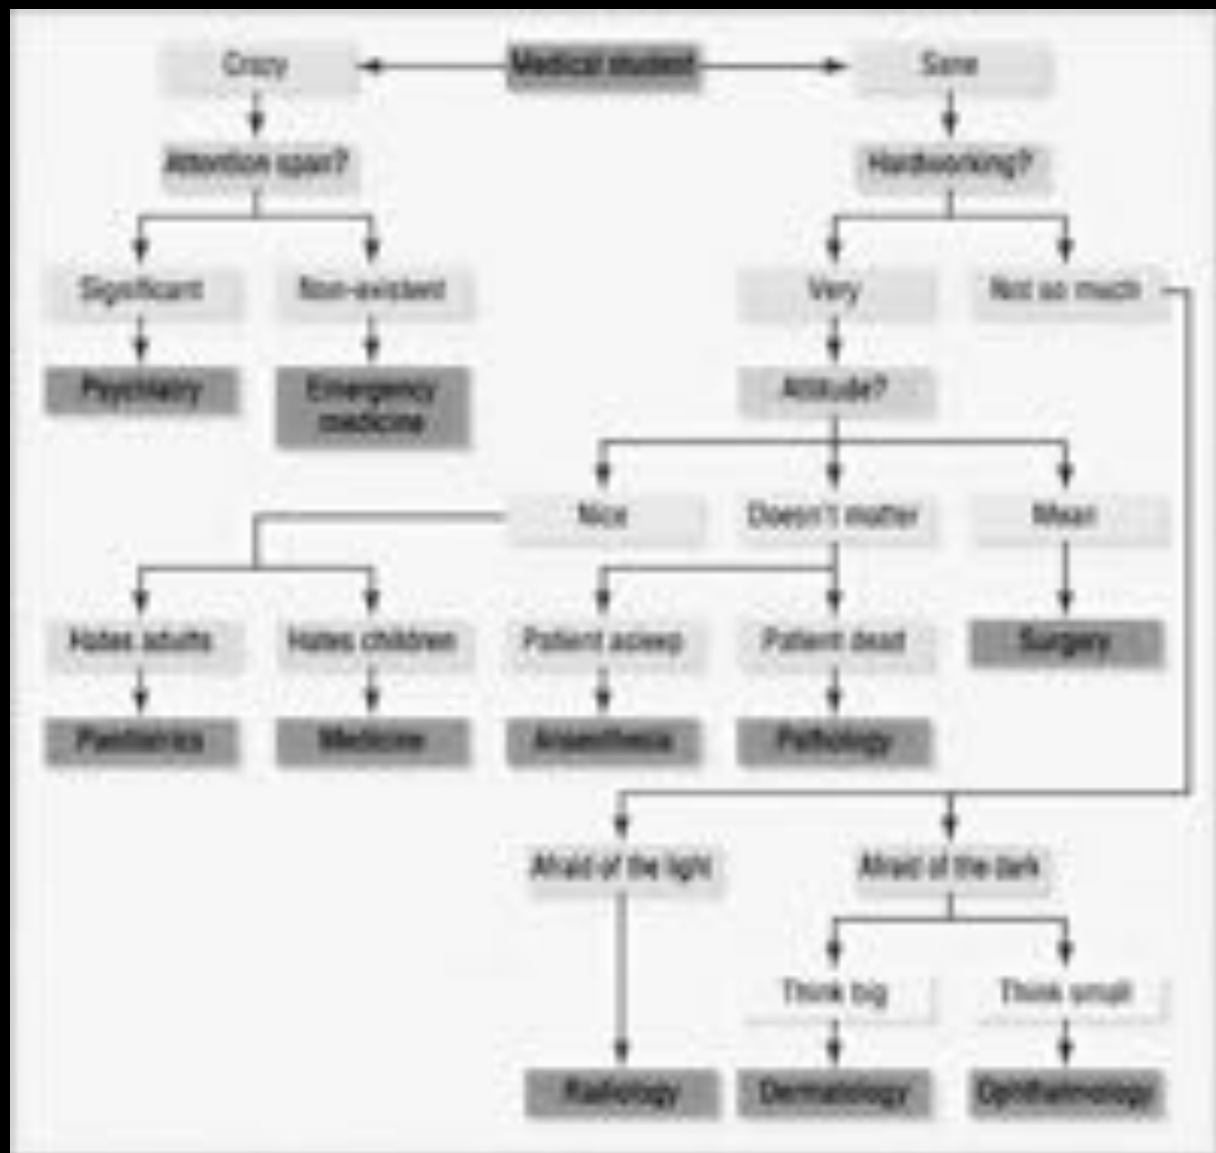 Crazy
Medical student
Sane
Attention span?
Hardworking?
Significant
Non-existent
Very
Not so much
Psychiatry
Emergency
medicine
Attitude?
Nice
Doesn't matter
Mean
Hates adults
Hates children
Patient asleep
Patient dead
Surgery
Paediatrics
Medicine
Anaesthesia
Pathology
Afraid of the light
Afraid of the dark
Think big
Think small
Radiology
Dermatology
Ophthalmology